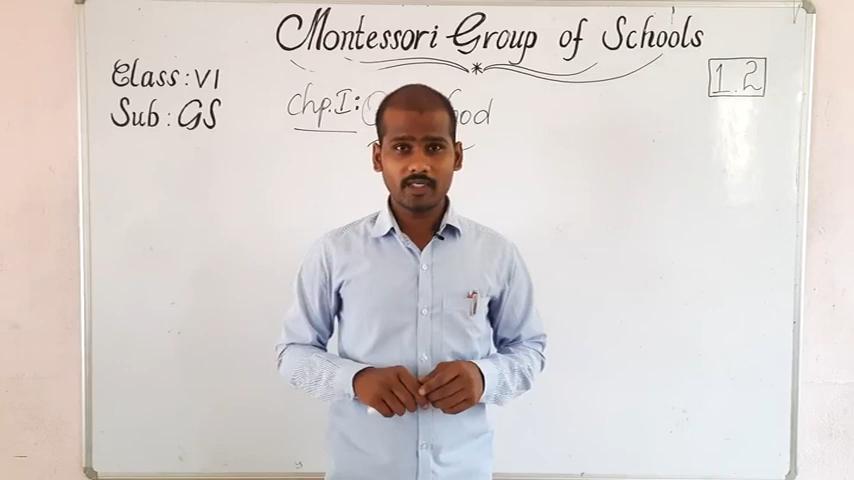 Montessori Group of Schools
Class : VI
1.2
Sub : GS
Chp.I: